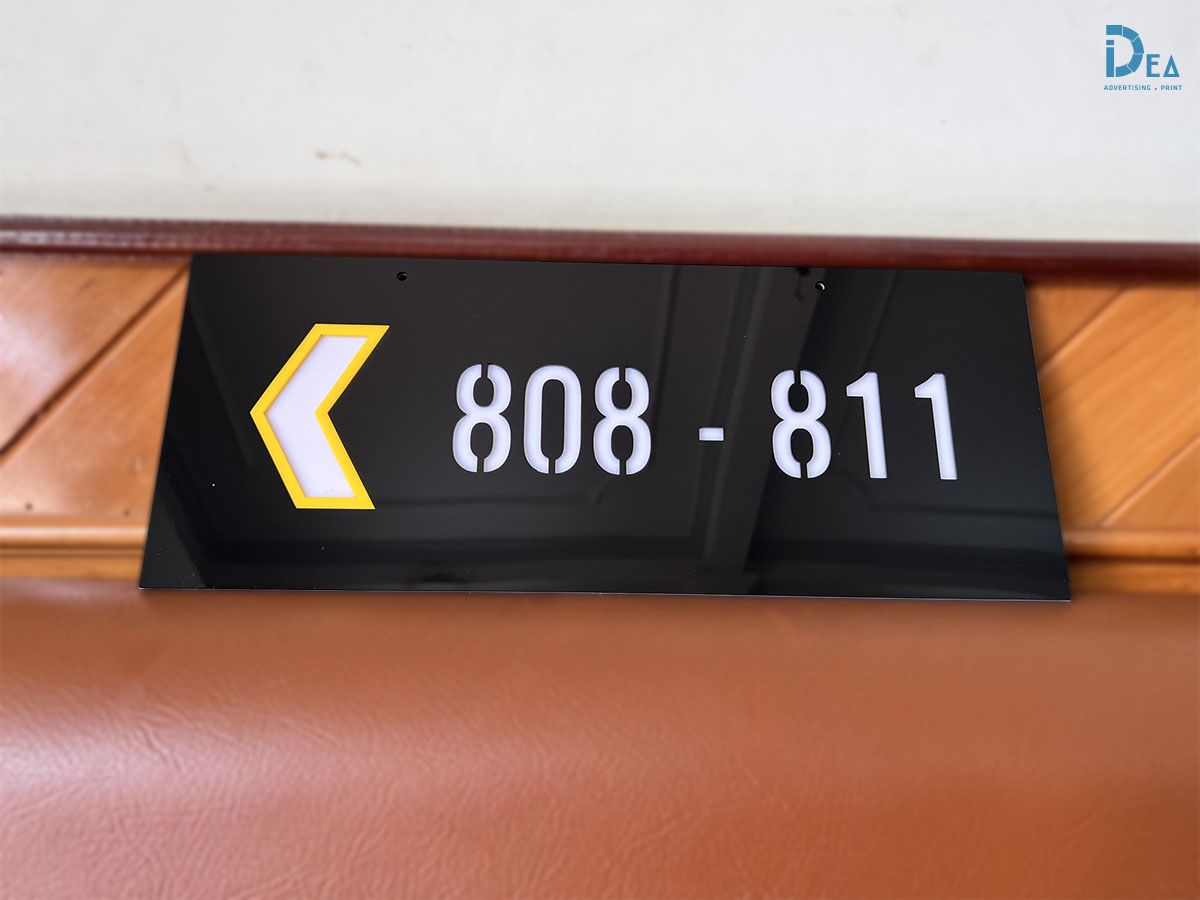 IDEA
ADVERTISING • PRINT
808 - 811